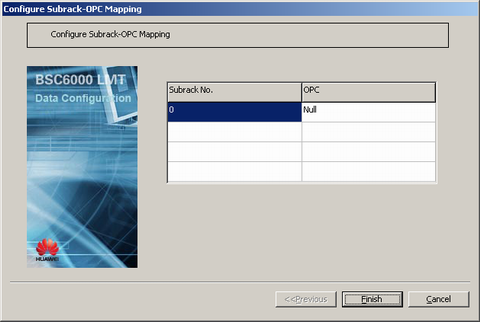 Configure Subrack-OPC Mapping
Configure Subrack-OPC Mapping
BSC6000 LMT
Data Configuration
Subrack No. OPC
0 Null
HUAWEI
<<Previous Finish Cancel